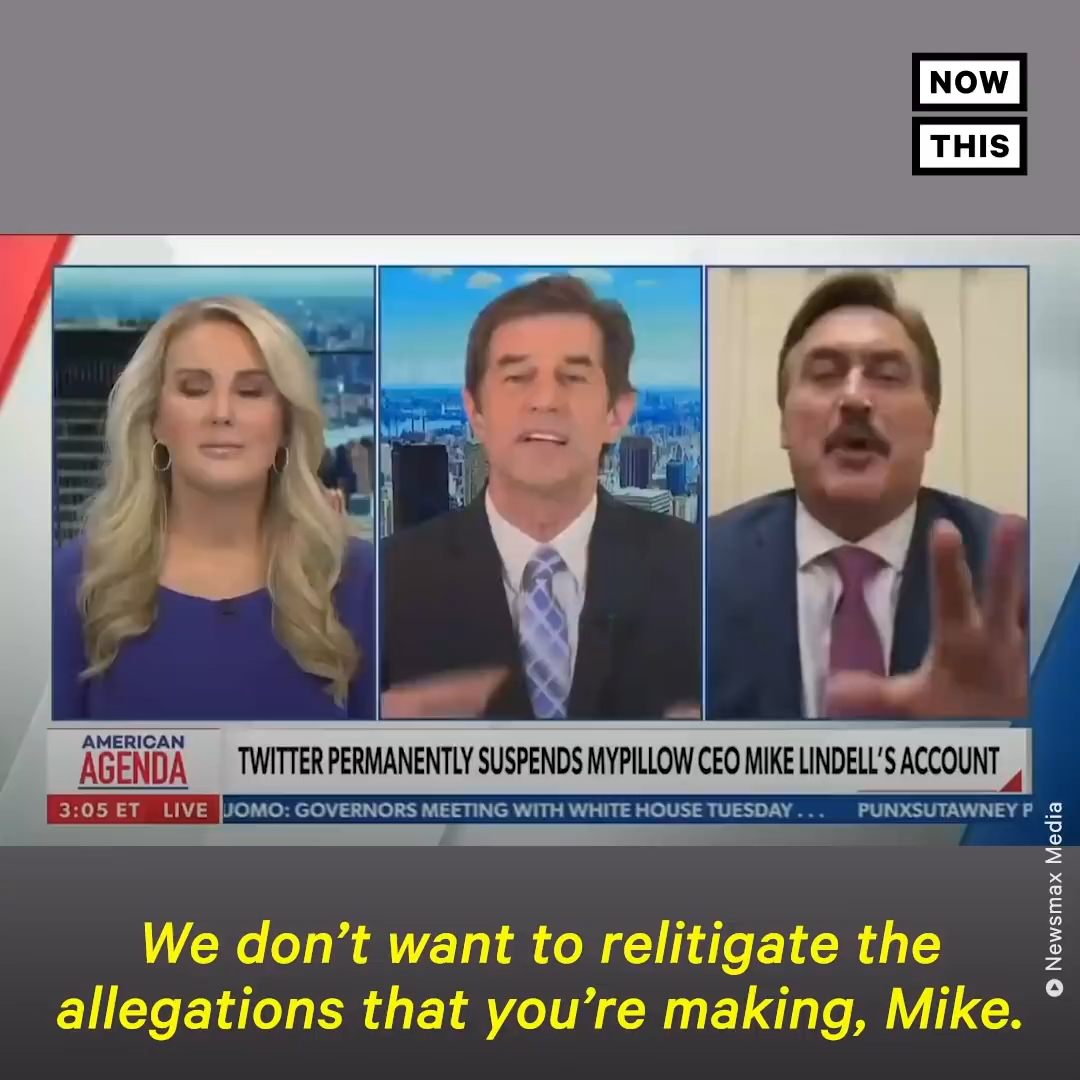 NOW
THIS
AMERICAN
AGENDA
TWITTER PERMANENTLY SUSPENDS MYPILLOW CEO MIKE LINDELL'S ACCOUNT
3:05 ET LIVE
UOMO: GOVERNORS MEETING WITH WHITE HOUSE TUESDAY . . . PUNXSUTAWNEY P
Newsmax Media
We don't want to relitigate the
allegations that you're making, Mike.